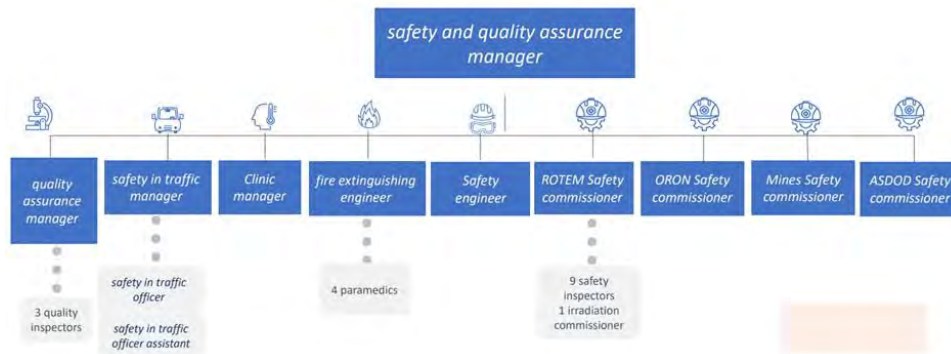 safety and quality assurance
manager
quality
assurance
manager
safety in traffic
manager
Clinic
manager
fire extinguishing
engineer
Safety
engineer
ROTEM Safety
commissioner
ORON Safety
commissioner
Mines Safety
commissioner
ASDOD Safety
commissioner
3 quality
inspectors
safety in traffic
officer
safety in traffic
officer assistant
4 paramedics
9 safety
inspectors
1 irradiation
commissioner